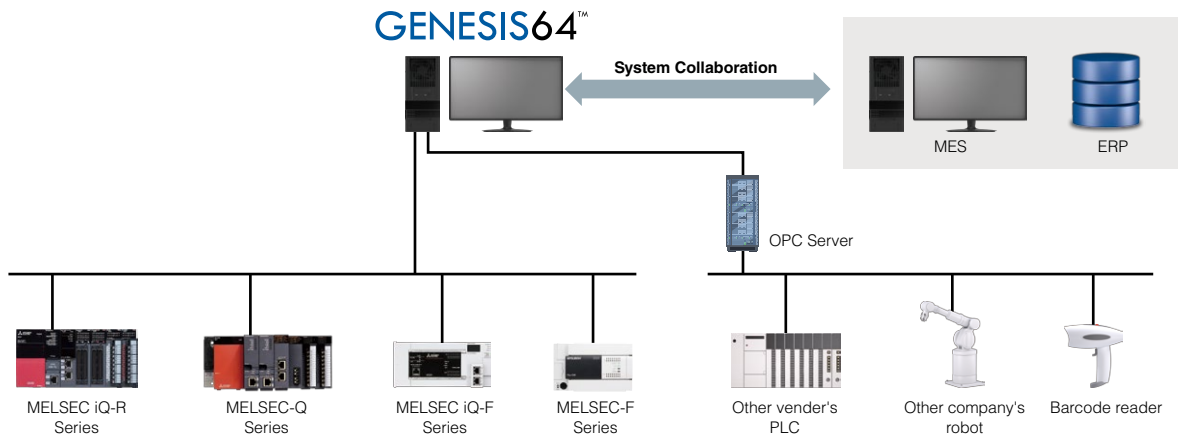 GENESIS64™
System Collaboration
MES
ERP
OPC Server
MELSEC iQ-R
Series
MELSEC-Q
Series
MELSEC iQ-F
Series
MELSEC-F
Series
Other vender's
PLC
Other company's
robot
Barcode reader